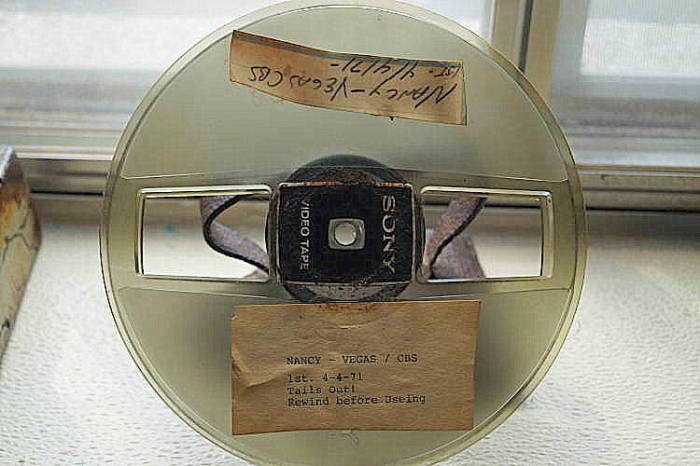 NANCY - VEGAS CBS
1ST. 4/4/71-
SONY
VIDEO TAPE
NANCY - VEGAS / CBS
1st. 4-4-71
Tails Out!
Rewind before Useing